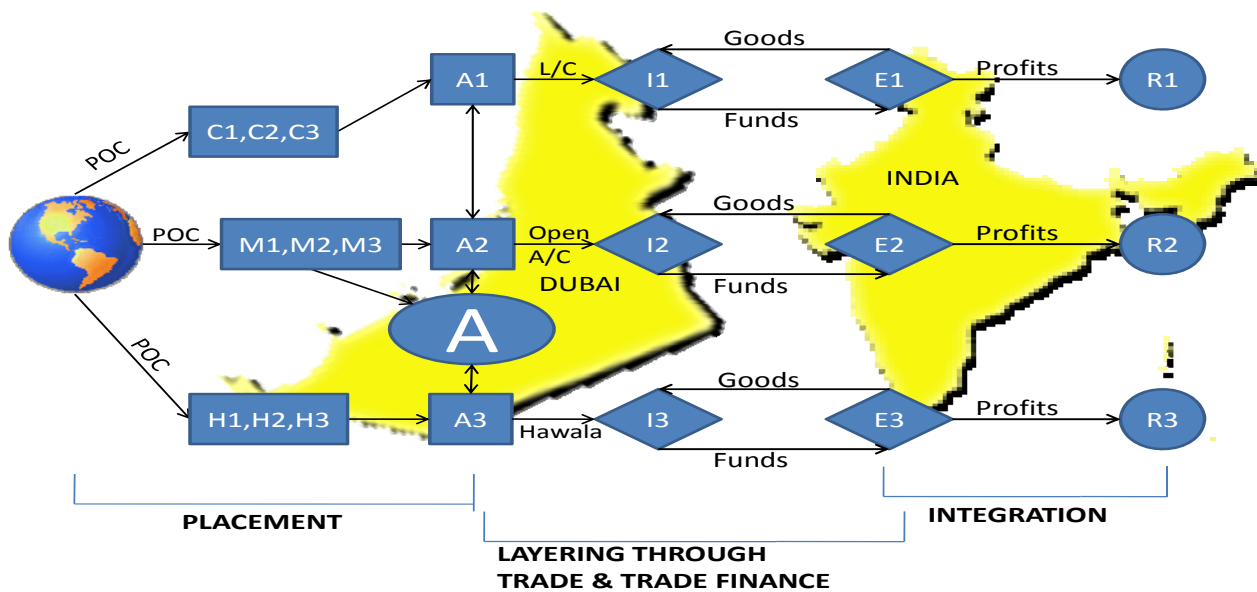 Goods
A1
L/C
I1
E1
Profits
R1
POC
C1,C2,C3
Funds
INDIA
Goods
POC
M1,M2,M3
A2
Open
A/C
I2
E2
Profits
R2
DUBAI
Funds
A
POC
Goods
H1,H2,H3
A3
Hawala
I3
E3
Profits
R3
Funds
PLACEMENT
INTEGRATION
LAYERING THROUGH
TRADE & TRADE FINANCE